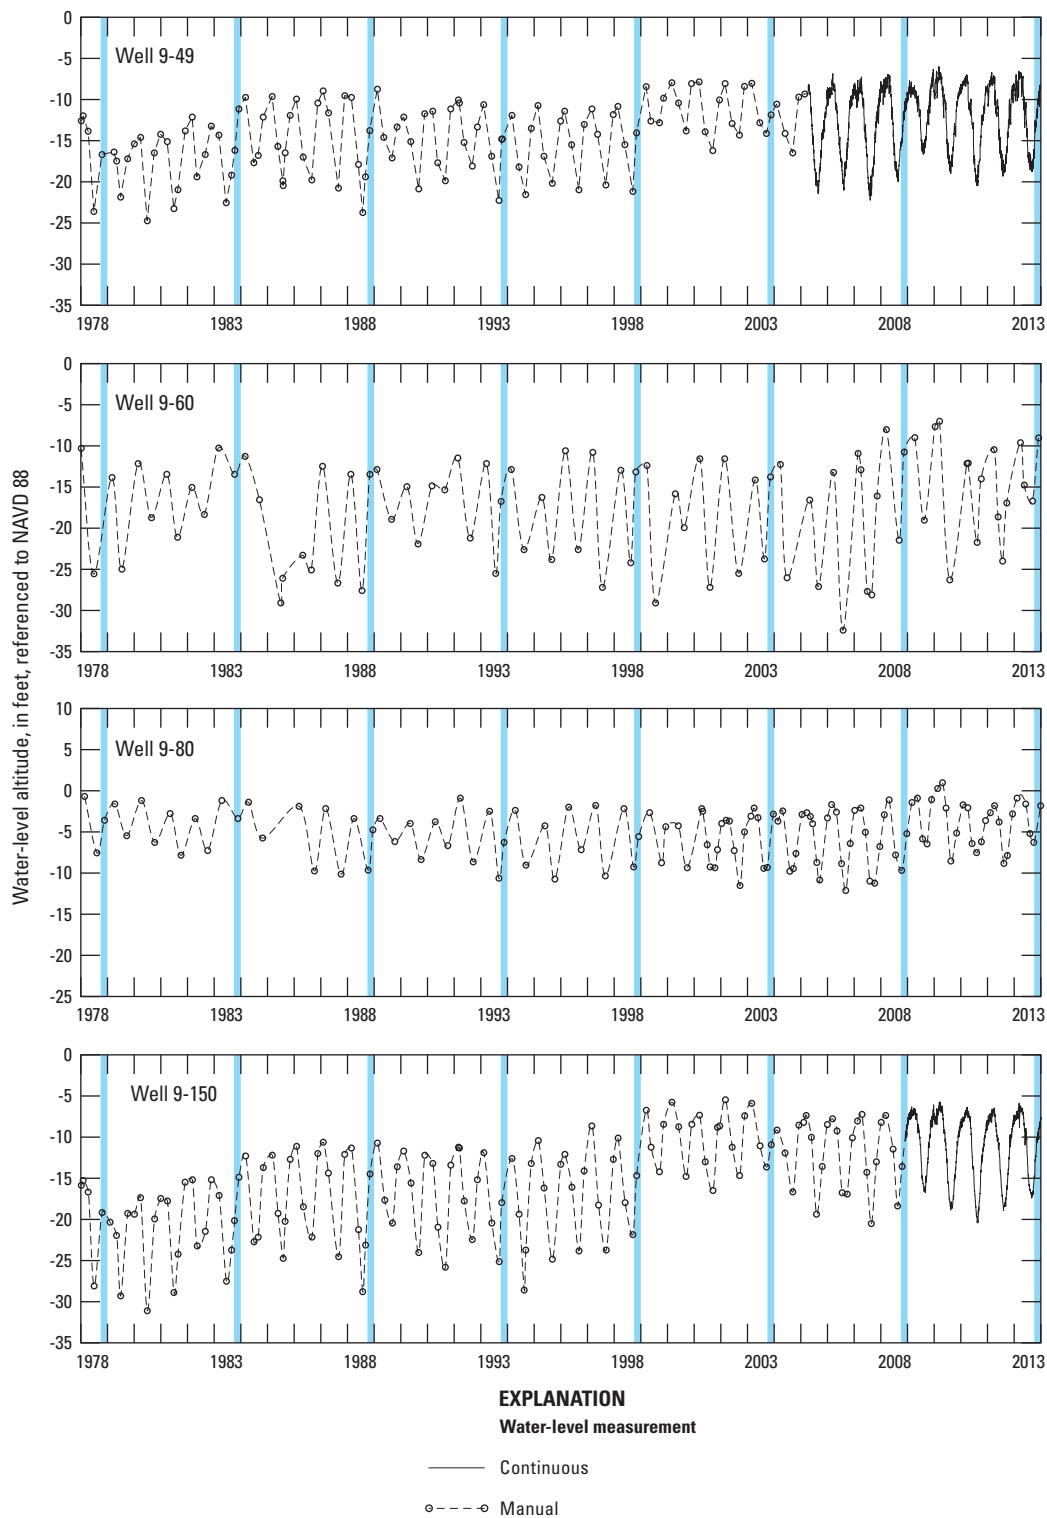 Water-level altitude, in feet, referenced to NAVD 88
0
-5
-10
-15
-20
-25
-30
-35
Well 9-49
1978 1983 1988 1993 1998 2003 2008 2013
0
-5
-10
-15
-20
-25
-30
-35
Well 9-60
1978 1983 1988 1993 1998 2003 2008 2013
10
5
0
-5
-10
-15
-20
-25
Well 9-80
1978 1983 1988 1993 1998 2003 2008 2013
0
-5
-10
-15
-20
-25
-30
-35
Well 9-150
1978 1983 1988 1993 1998 2003 2008 2013
EXPLANATION
Water-level measurement
Continuous
Manual